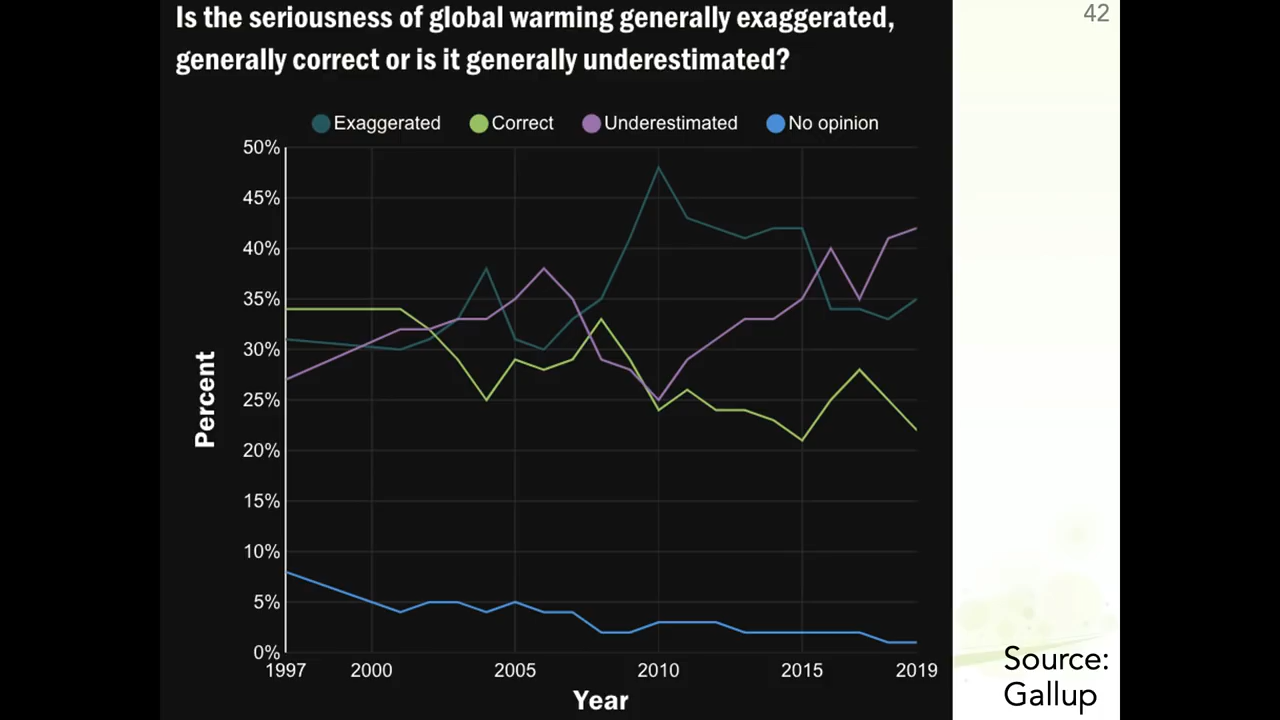 Is the seriousness of global warming generally exaggerated,
generally correct or is it generally underestimated?
42
Exaggerated Correct Underestimated No opinion
50%
45%
40%
35%
30%
25%
20%
15%
10%
5%
0%
Percent
1997 2000 2005 2010 2015 2019
Year
Source:
Gallup